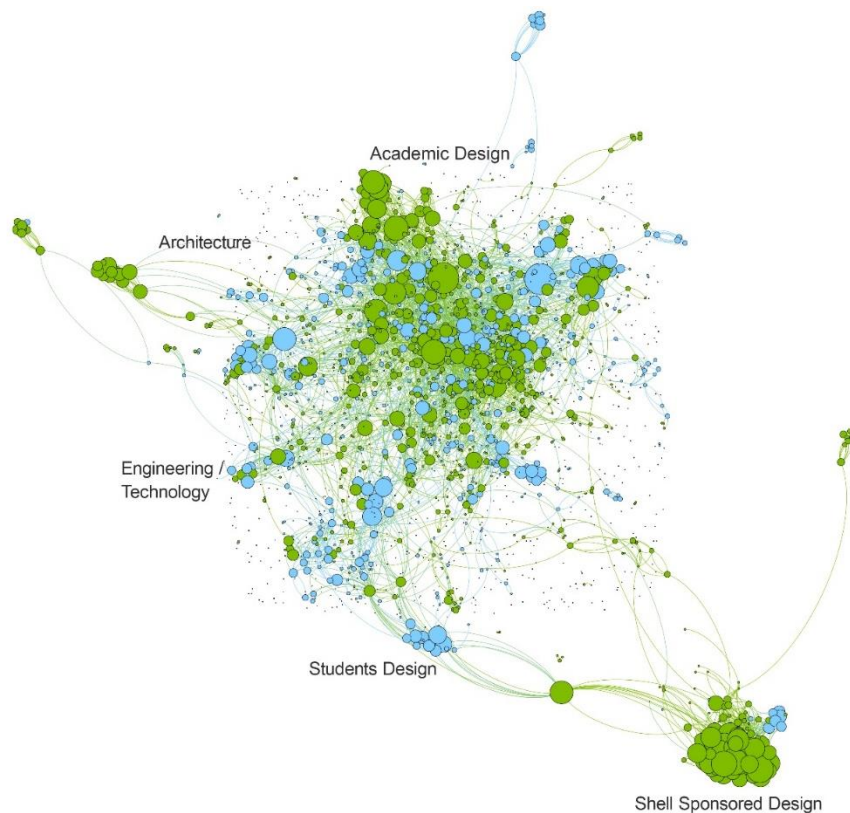 Academic Design
Architecture
Engineering /
Technology
Students Design
Shell Sponsored Design